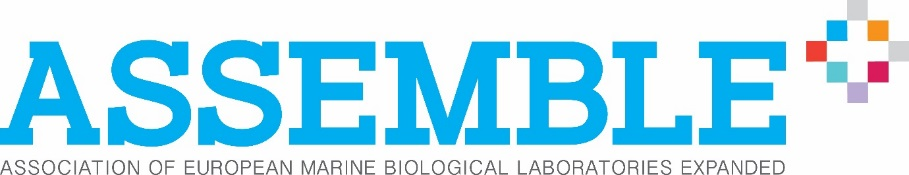 ASSEMBLE
ASSOCIATION OF EUROPEAN MARINE BIOLOGICAL LABORATORIES EXPANDED